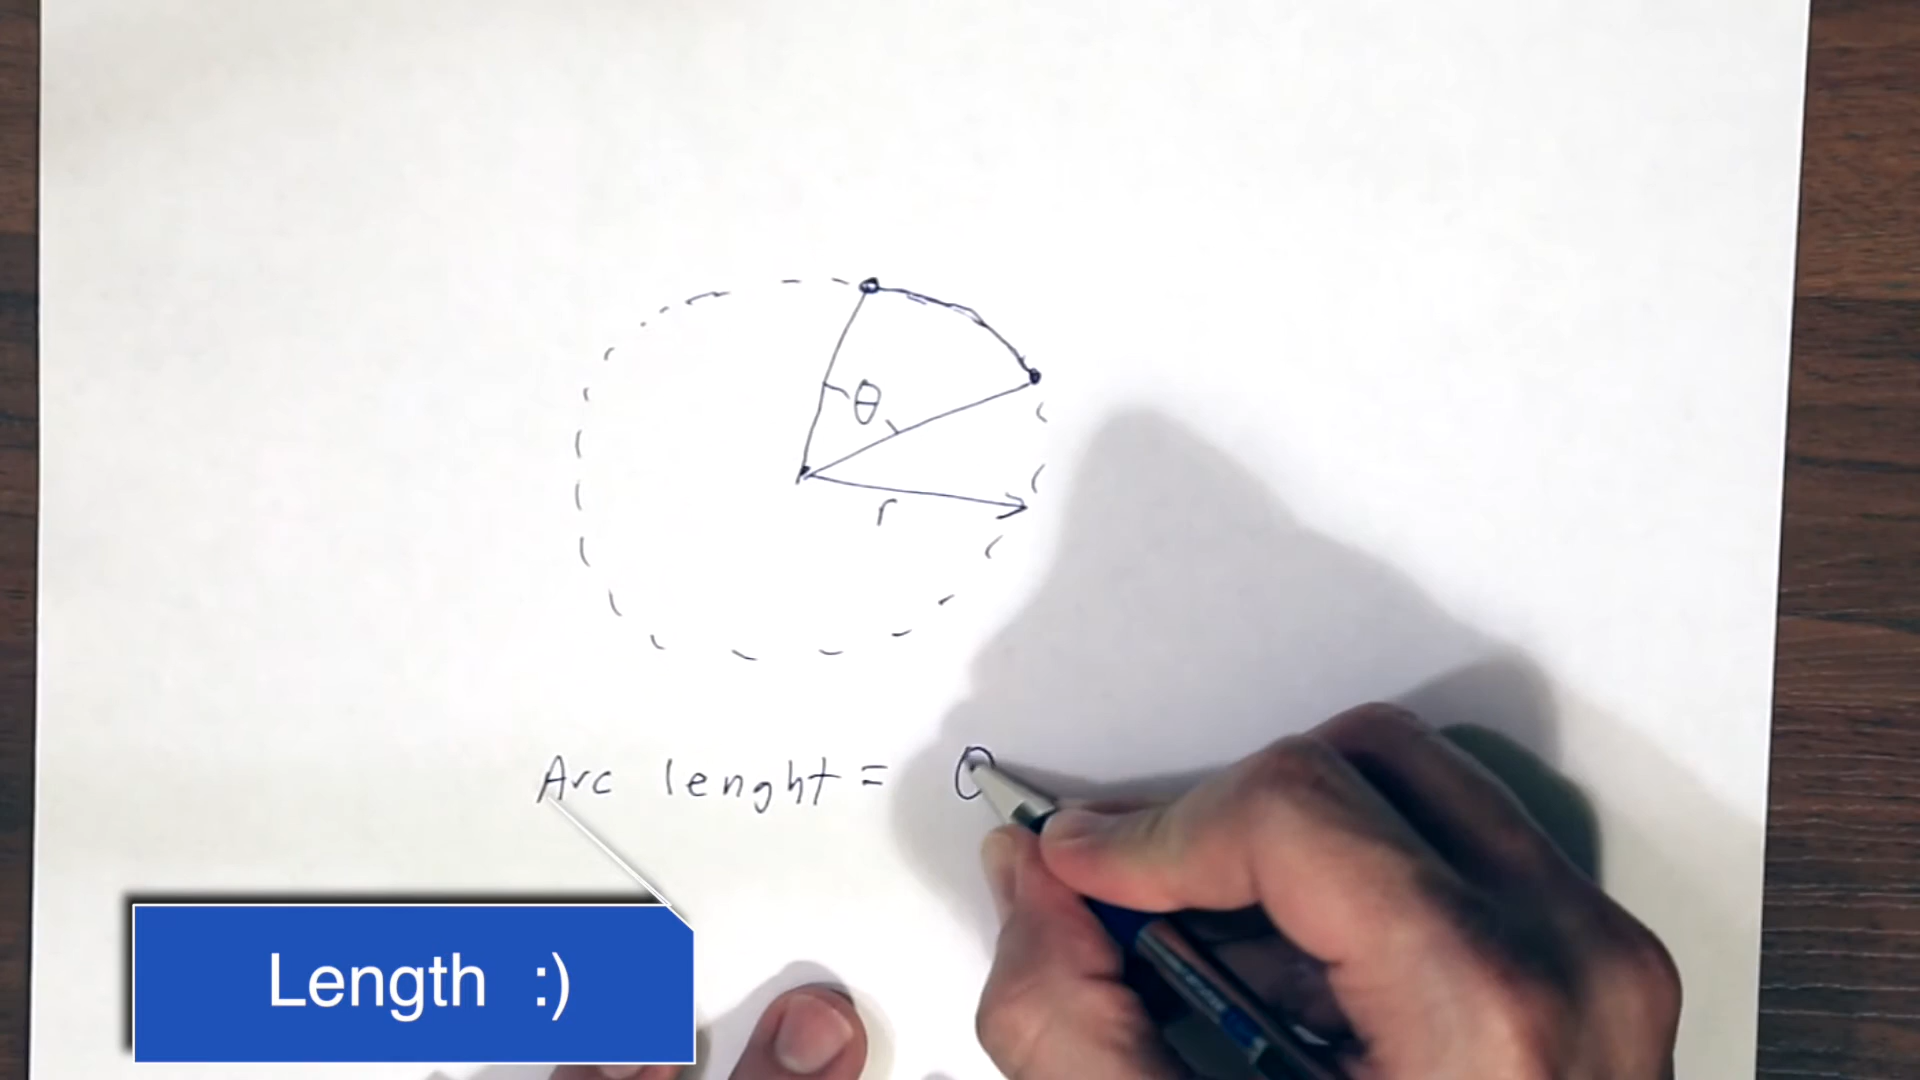 θ
r
Arc lenght = θ
Length :)